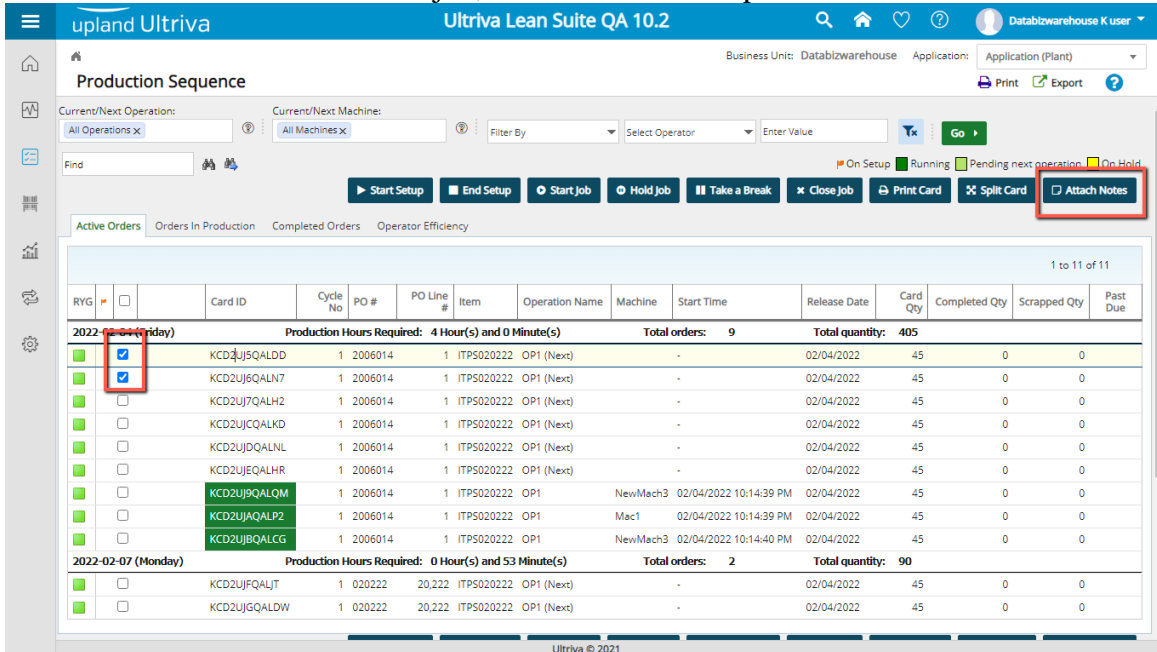 upland Ultriva Ultriva Lean Suite QA 10.2 Databizwarehouse K user
Business Unit: Databizwarehouse Application: Application (Plant)
Production Sequence Print Export ?
Current/Next Operation: Current/Next Machine:
All Operations x All Machines x Filter By Select Operator Enter Value Go
Find On Setup Running Pending next operation On Hold
Start Setup End Setup Start Job Hold Job Take a Break Close Job Print Card Split Card Attach Notes
Active Orders Orders In Production Completed Orders Operator Efficiency
1 to 11 of 11
RYG Card ID Cycle No PO # PO Line # Item Operation Name Machine Start Time Release Date Card Qty Completed Qty Scrapped Qty Past Due
2022-02-04 (Friday) Production Hours Required: 4 Hour(s) and 0 Minute(s) Total orders: 9 Total quantity: 405
KCD2UJ5QALDD 1 2006014 1 ITPS020222 OP1 (Next) - 02/04/2022 45 0 0
KCD2UJ6QALN7 1 2006014 1 ITPS020222 OP1 (Next) - 02/04/2022 45 0 0
KCD2UJ7QALH2 1 2006014 1 ITPS020222 OP1 (Next) - 02/04/2022 45 0 0
KCD2UJCQALKD 1 2006014 1 ITPS020222 OP1 (Next) - 02/04/2022 45 0 0
KCD2UJDQALNL 1 2006014 1 ITPS020222 OP1 (Next) - 02/04/2022 45 0 0
KCD2UJEQALHR 1 2006014 1 ITPS020222 OP1 (Next) - 02/04/2022 45 0 0
KCD2UJ9QALQM 1 2006014 1 ITPS020222 OP1 NewMach3 02/04/2022 10:14:39 PM 02/04/2022 45 0 0
KCD2UJAQALP2 1 2006014 1 ITPS020222 OP1 Mac1 02/04/2022 10:14:39 PM 02/04/2022 45 0 0
KCD2UJBQALCG 1 2006014 1 ITPS020222 OP1 NewMach3 02/04/2022 10:14:40 PM 02/04/2022 45 0 0
2022-02-07 (Monday) Production Hours Required: 0 Hour(s) and 53 Minute(s) Total orders: 2 Total quantity: 90
KCD2UJFQALJT 1 020222 20,222 ITPS020222 OP1 (Next) - 02/04/2022 45 0 0
KCD2UJGQALDW 1 020222 20,222 ITPS020222 OP1 (Next) - 02/04/2022 45 0 0
Ultriva © 2021